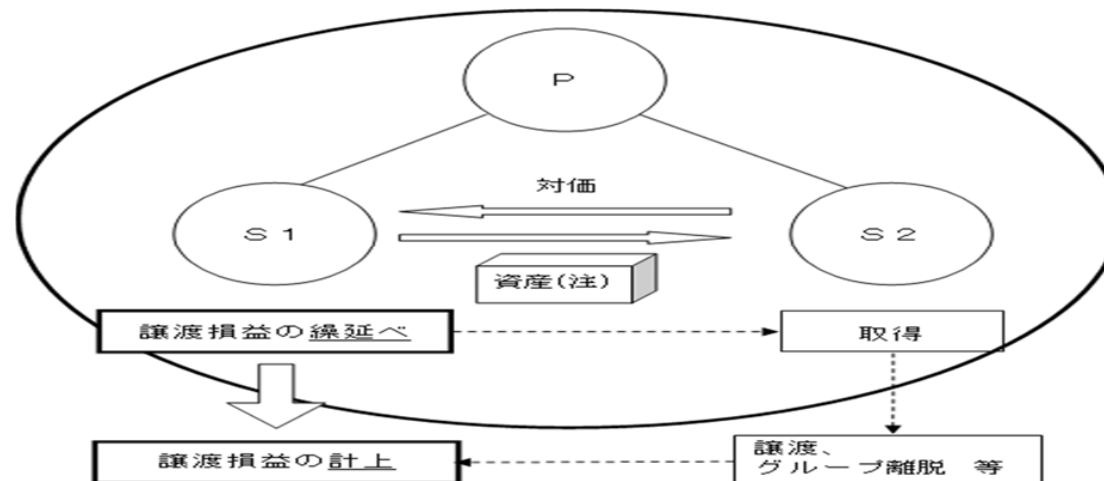 P
対価
S1
S2
資産(注)
譲渡損益の繰延べ
取得
譲渡損益の計上
譲渡、
グループ離脱 等